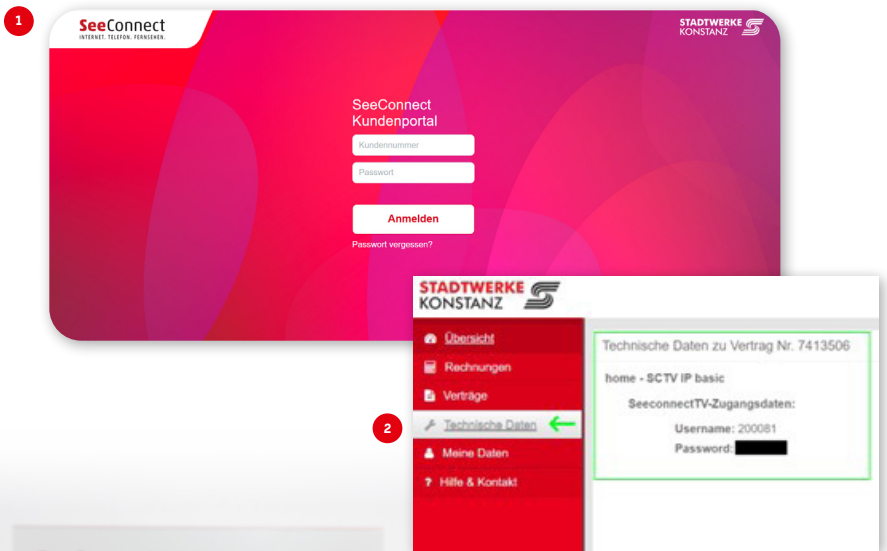 1
SeeConnect
INTERNET. TELEFON. FERNSEHEN.
STADTWERKE
KONSTANZ
SeeConnect
Kundenportal
Kundennummer
Passwort
Anmelden
Passwort vergessen?
STADTWERKE
KONSTANZ
2
Übersicht
Rechnungen
Verträge
Technische Daten
Meine Daten
? Hilfe & Kontakt
Technische Daten zu Vertrag Nr. 7413506
home - SCTV IP basic
SeeconnectTV-Zugangsdaten:
Username: 200081
Password: